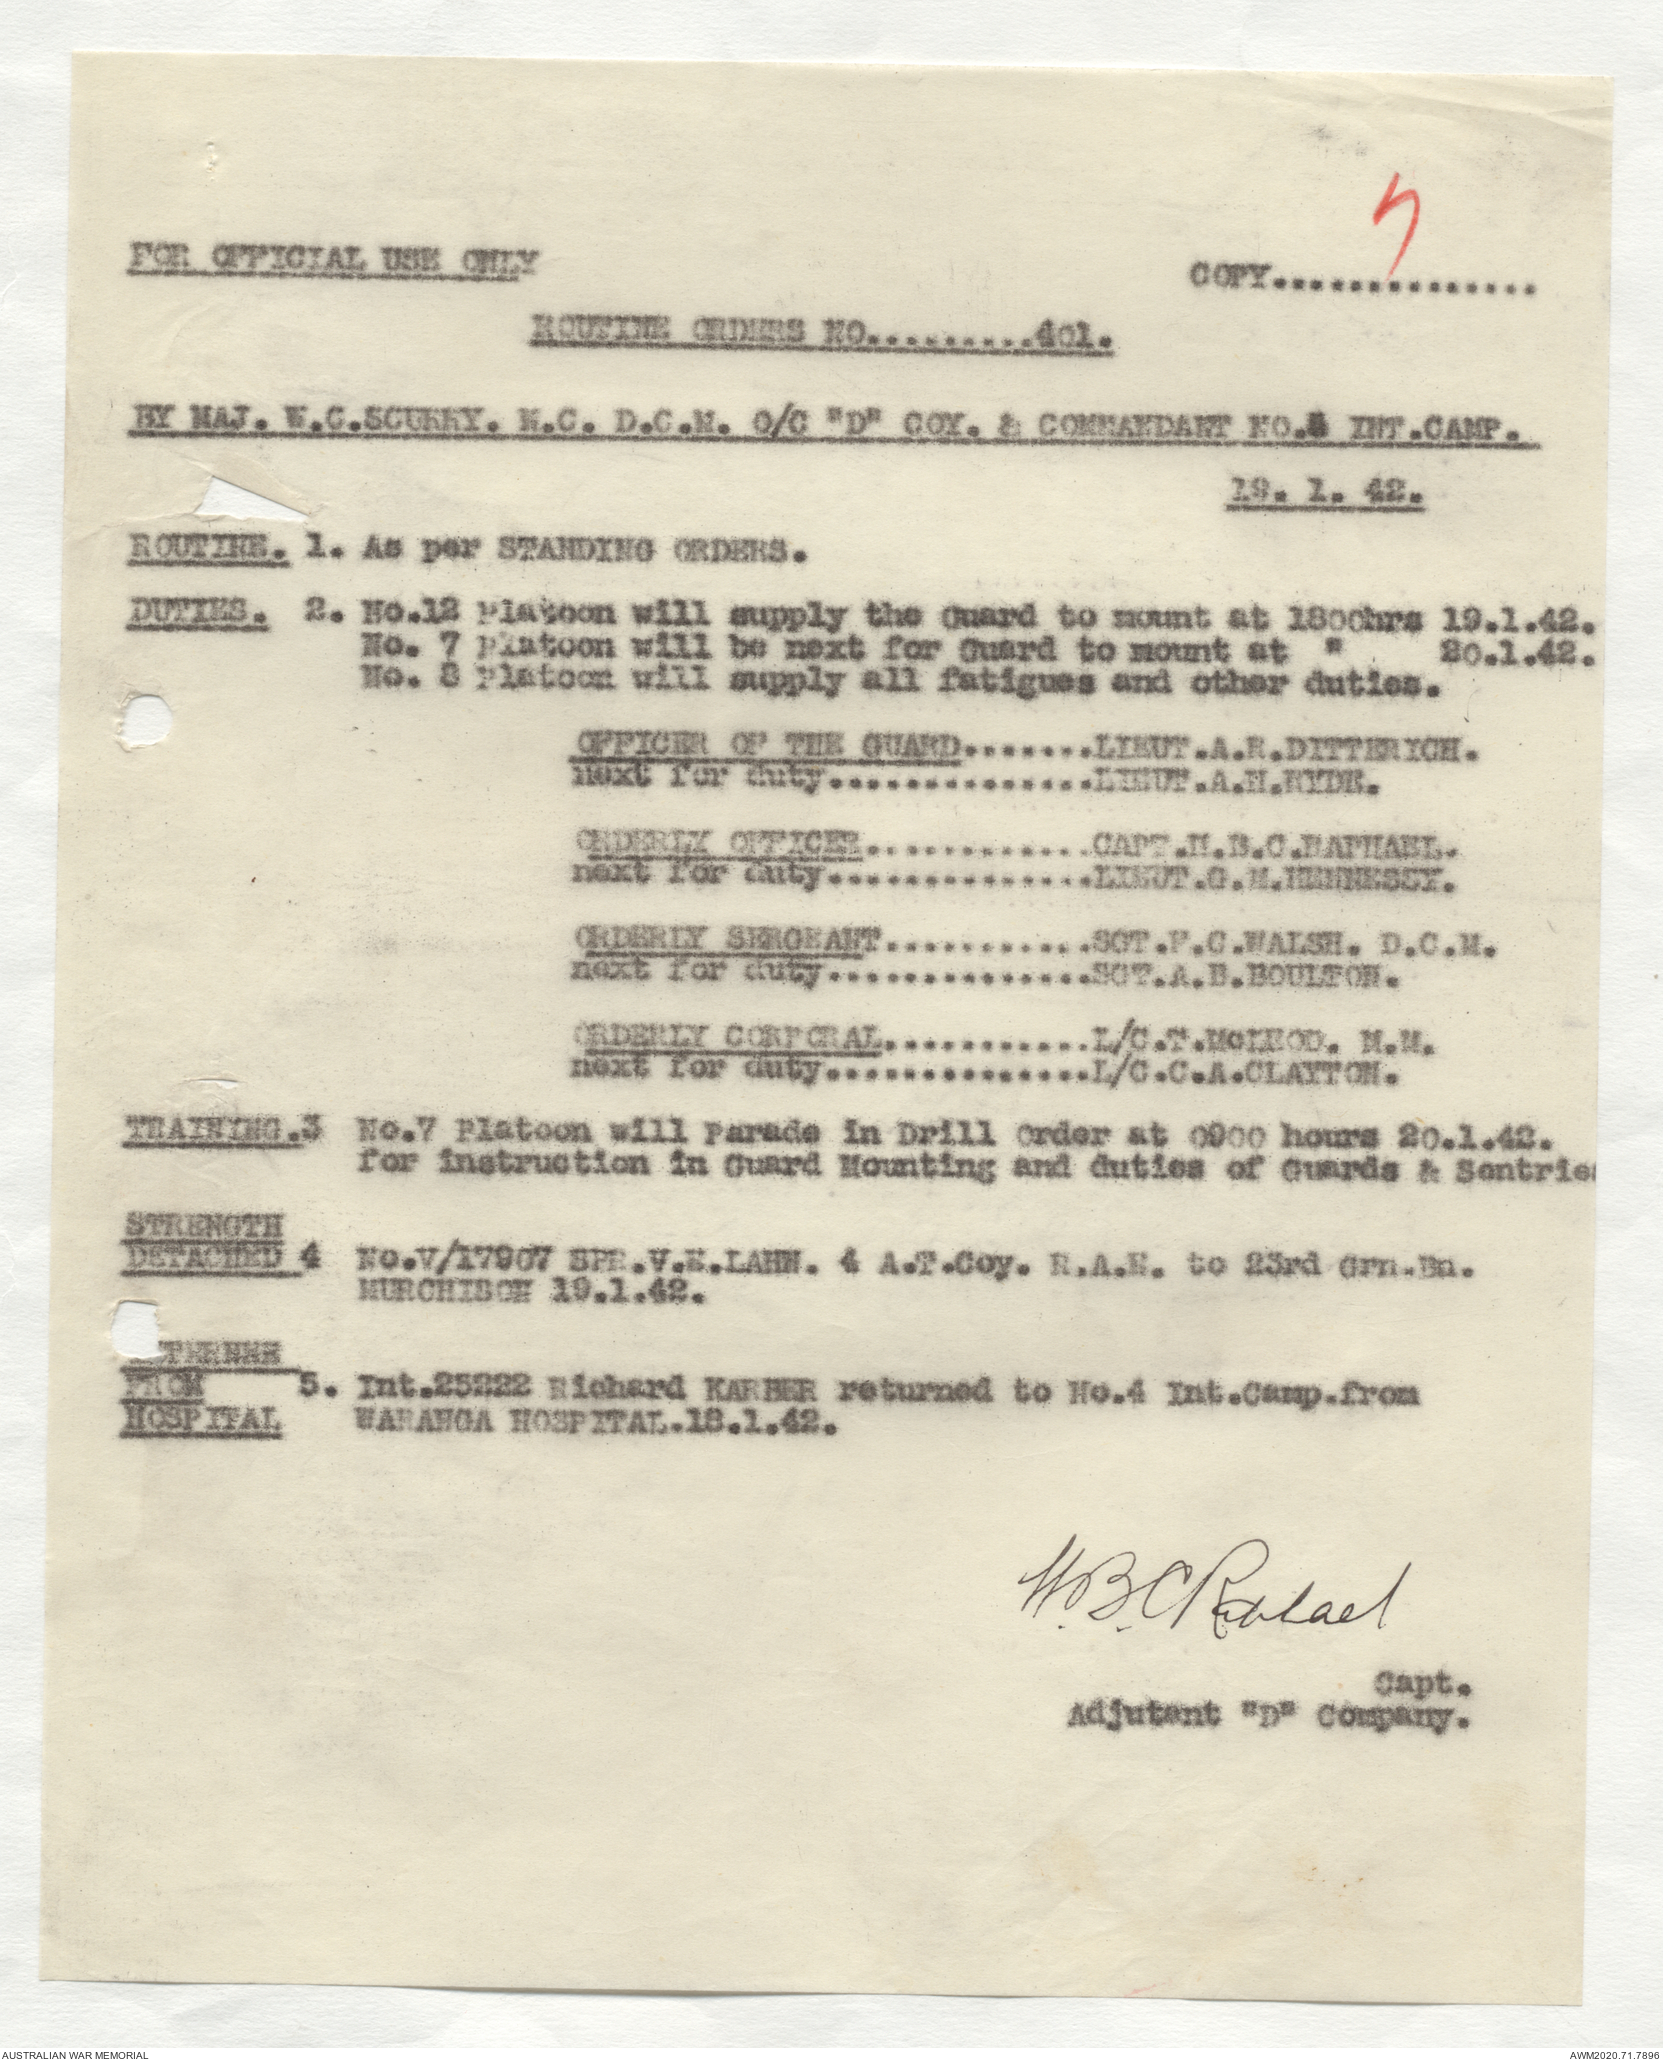 7
FOR OFFICIAL USE ONLY
COPY...............
ROUTINE ORDERS NO.........401.
BY MAJ. W.C.SCURRY. M.C. D.C.M. O/C "D" COY. & COMMANDANT NO. INT.CAMP.
19. 1. 42.
ROUTINE. 1. As per STANDING ORDERS.
DUTIES. 2. No.12 Platoon will supply the Guard to mount at 1800hrs 19.1.42.
No. 7 Platoon will be next for Guard to mount at " 20.1.42.
No. 8 Platoon will supply all fatigues and other duties.
OFFICER OF THE GUARD.......LIEUT.A.R.DITTERICH.
next for duty..............LIEUT.A.H.HYDE.
ORDERLY OFFICER............CAPT.H.B.C.RAPHAEL.
next for duty..............LIEUT.G.M.HENNESSY.
ORDERLY SERGEANT...........SGT.F.C.WALSH. D.C.M.
next for duty..............SGT.A.E.BOULTON.
ORDERLY CORPORAL...........L/C.T.McLEOD. M.M.
next for duty..............L/C.C.A.CLAYTON.
TRAINING.3 No.7 Platoon will Parade in Drill Order at 0900 hours 20.1.42.
for instruction in Guard Mounting and duties of Guards & Sentries
STRENGTH
DETACHED 4 No.V/17907 SPR.V.E.LAHN. 4 A.T.Coy. R.A.E. to 23rd Grn.Bn.
MURCHISON 19.1.42.
INTERNEE
FROM 5. Int.25222 Richard KARBER returned to No.4 Int.Camp.from
HOSPITAL WARANGA HOSPITAL.18.1.42.
H.B.C Raphael
Capt.
Adjutant "D" Company.
AUSTRALIAN WAR MEMORIAL
AWM2020.71.7896